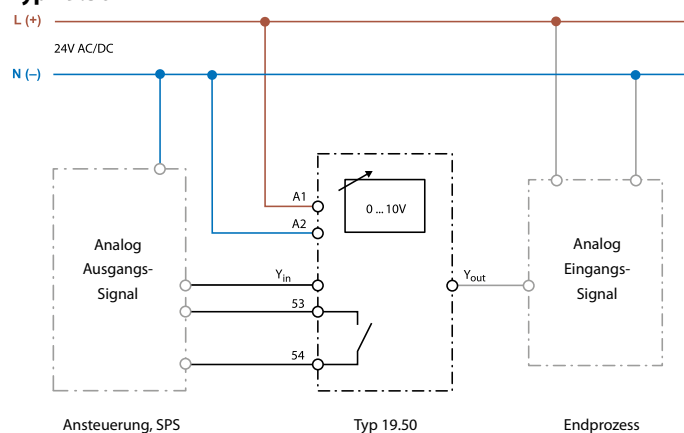 L (+)
24V AC/DC
N (–)
A1
0 ... 10V
A2
Analog
Ausgangs-
Signal
Yin
53
54
Yout
Analog
Eingangs-
Signal
Ansteuerung, SPS
Typ 19.50
Endprozess